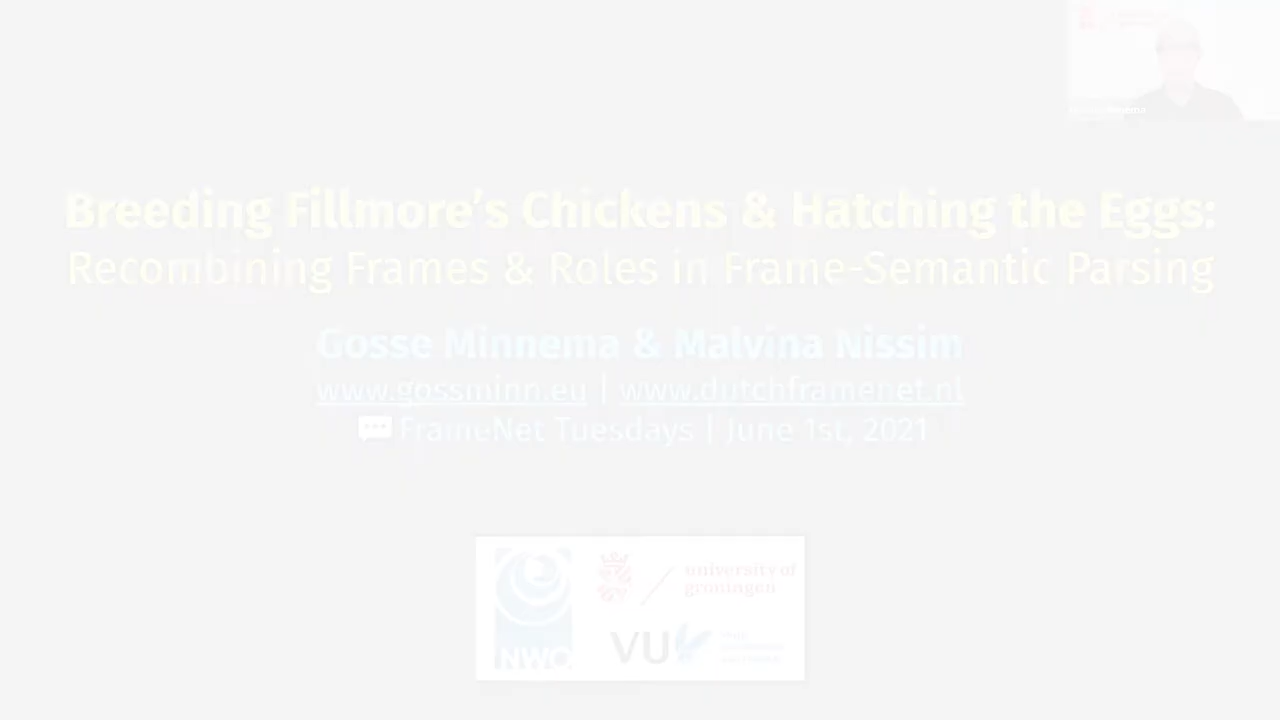 Breeding Fillmore's Chickens & Hatching the Eggs:
Recombining Frames & Roles in Frame-Semantic Parsing
Gosse Minnema & Malvina Nissim
www.gossminn.eu | www.dutchframenet.nl
FrameNet Tuesdays | June 1st, 2021
university of
groningen
NWO
VU